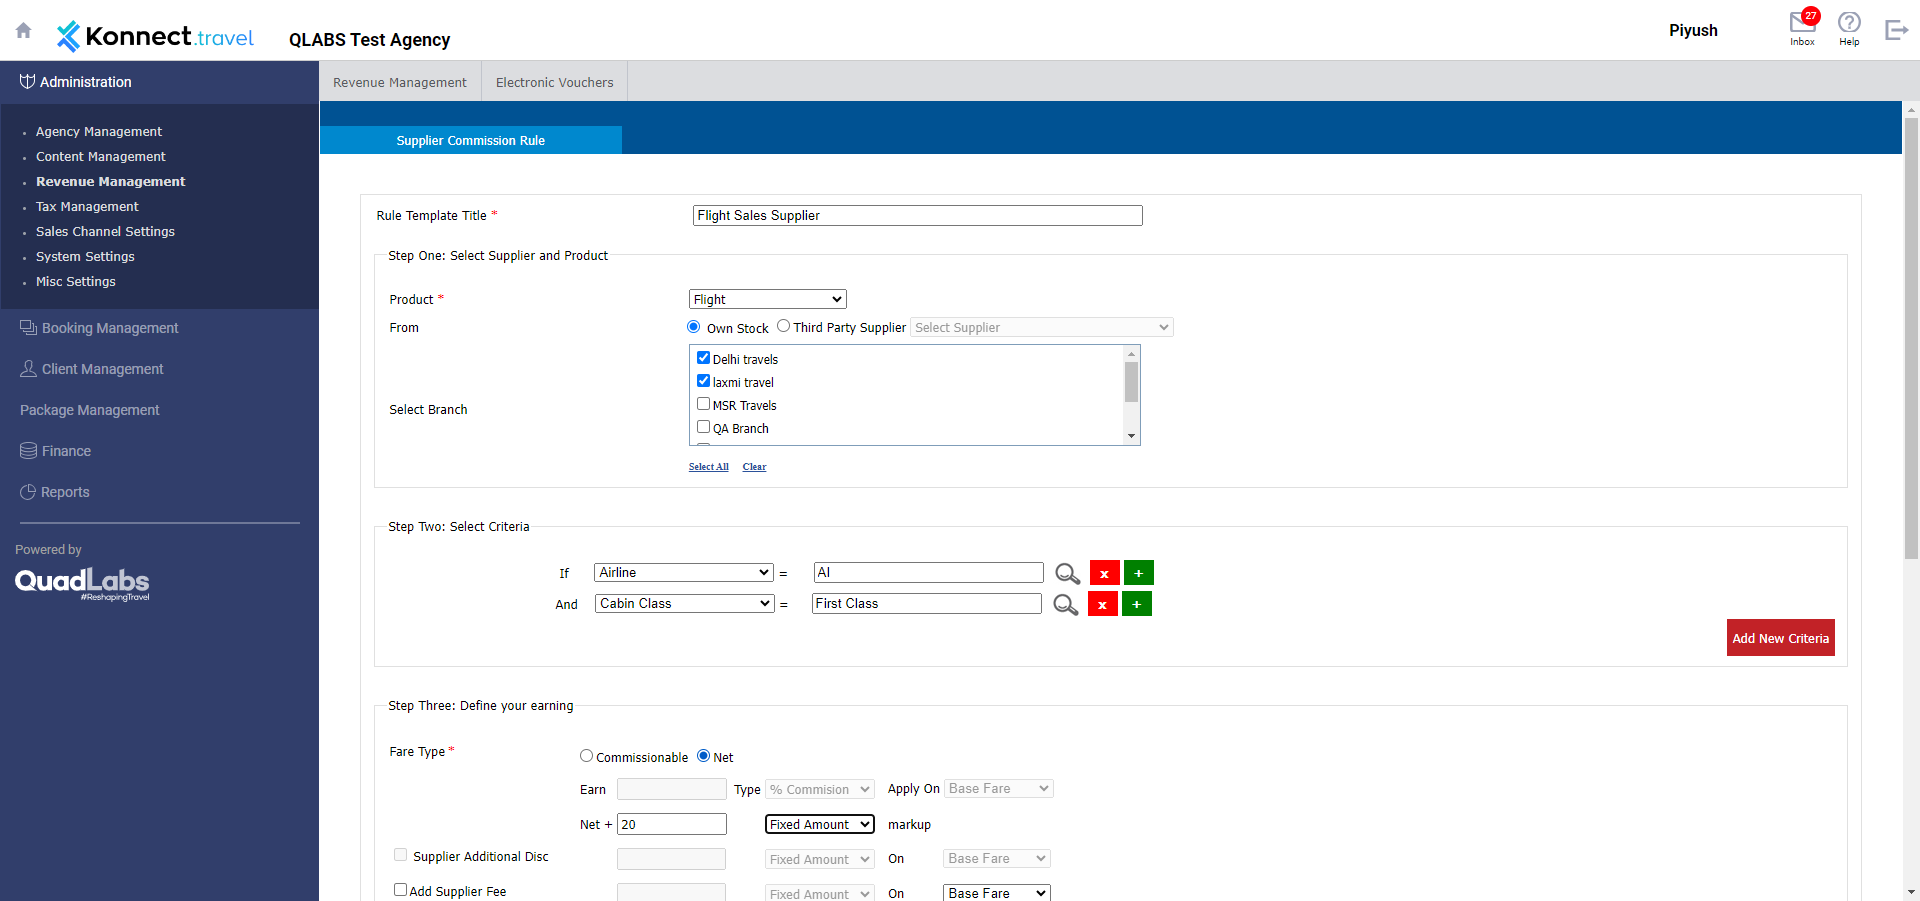 Konnect.travel
QLABS Test Agency
Piyush
27
Inbox
Help
Administration
Agency Management
Content Management
Revenue Management
Tax Management
Sales Channel Settings
System Settings
Misc Settings
Booking Management
Client Management
Package Management
Finance
Reports
Powered by
QuadLabs
#ReshapingTravel
Revenue Management
Electronic Vouchers
Supplier Commission Rule
Rule Template Title *
Flight Sales Supplier
Step One: Select Supplier and Product
Product *
Flight
From
Own Stock
Third Party Supplier
Select Supplier
Select Branch
Delhi travels
laxmi travel
MSR Travels
QA Branch
Select All
Clear
Step Two: Select Criteria
If
Airline
=
AI
x
+
And
Cabin Class
=
First Class
x
+
Add New Criteria
Step Three: Define your earning
Fare Type *
Commissionable
Net
Earn
Type
% Commision
Apply On
Base Fare
Net +
20
Fixed Amount
markup
Supplier Additional Disc
Fixed Amount
On
Base Fare
Add Supplier Fee
Fixed Amount
On
Base Fare